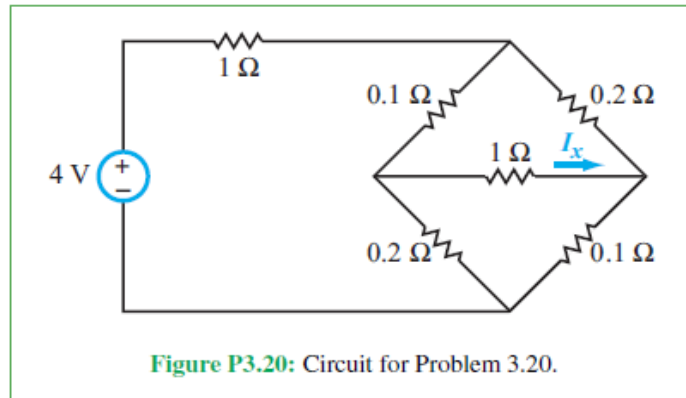 1 Ω
0.1 Ω
0.2 Ω
1 Ω
Ix
4 V
+
−
0.2 Ω
0.1 Ω
Figure P3.20: Circuit for Problem 3.20.